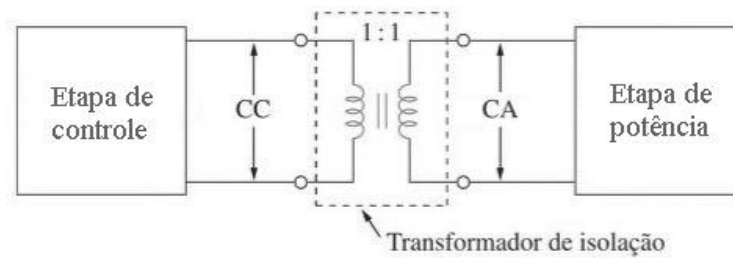 1 : 1
Etapa de
controle
CC
CA
Etapa de
potência
Transformador de isolação